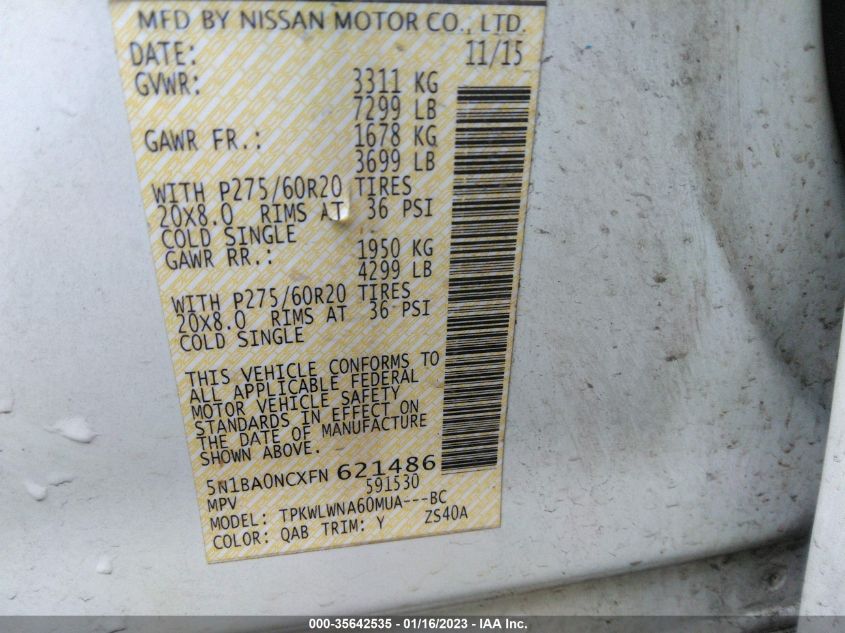 MFD BY NISSAN MOTOR CO., LTD.
DATE: 11/15
GVWR: 3311 KG
7299 LB
GAWR FR.: 1678 KG
3699 LB
WITH P275/60R20 TIRES
20X8.0 RIMS AT 36 PSI
COLD SINGLE
GAWR RR.: 1950 KG
4299 LB
WITH P275/60R20 TIRES
20X8.0 RIMS AT 36 PSI
COLD SINGLE
THIS VEHICLE CONFORMS TO
ALL APPLICABLE FEDERAL
MOTOR VEHICLE SAFETY
STANDARDS IN EFFECT ON
THE DATE OF MANUFACTURE
SHOWN ABOVE.
5N1BA0NCXFN 621486
MPV 591530
MODEL: TPKWLWNA60MUA---BC
COLOR: QAB TRIM: Y ZS40A
000-35642535 - 01/16/2023 - IAA Inc.